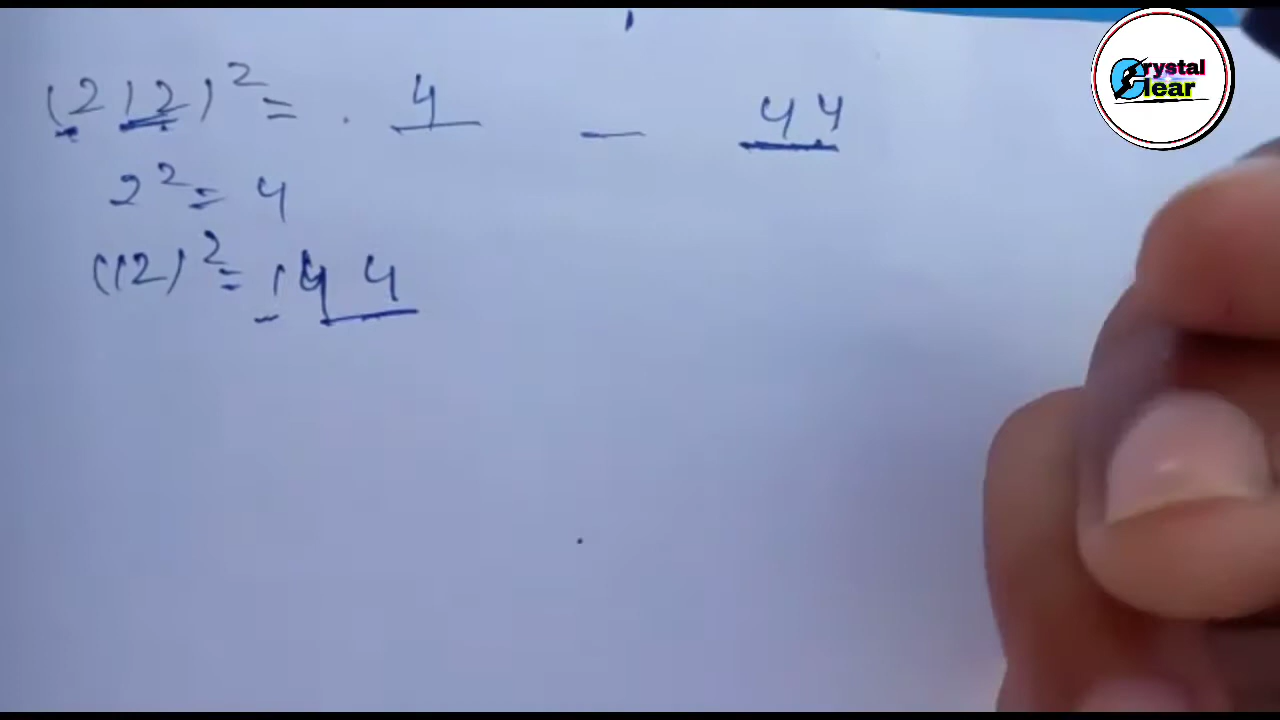 (212)² = . 4 _ 44
2² = 4
(12)² = 144
Crystal
Clear